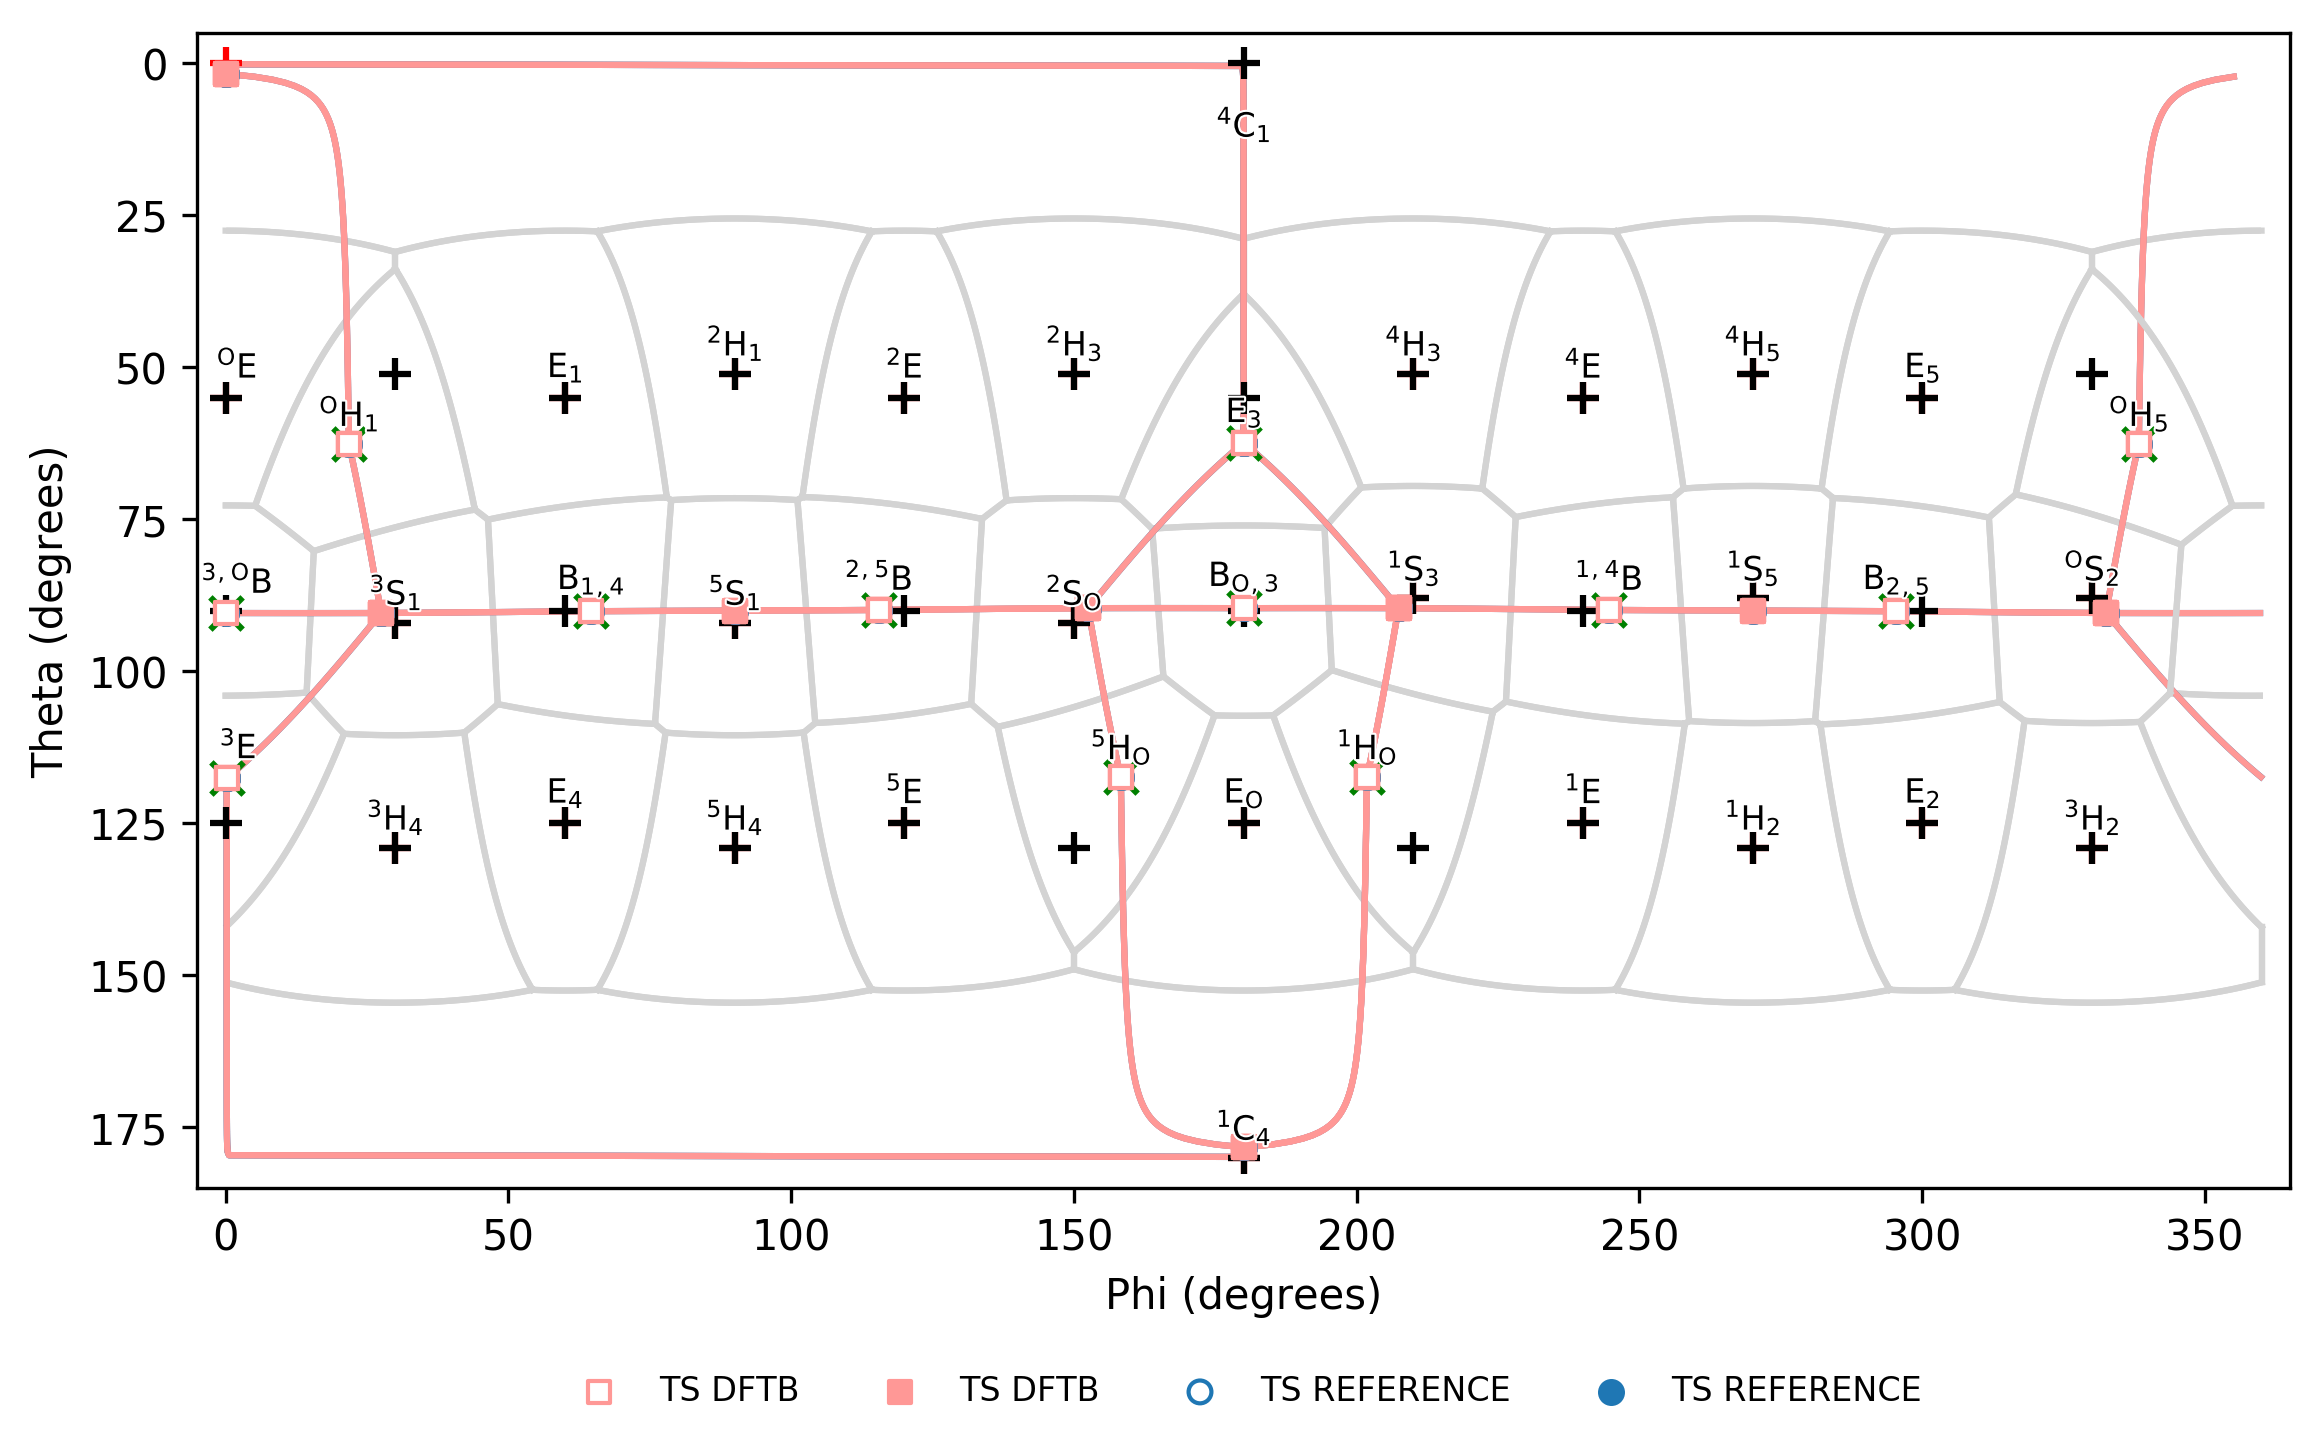 0
⁴C₁
25
²H₁ ²H₃ ⁴H₃ ⁴H₅
50 ᴼE E₁ ²E ⁴E E₅
ᴼH₁ E₃ ᴼH₅
75
³,ᴼB ³S₁ B₁,₄ ⁵S₁ ²,⁵B ²Sₒ Bₒ,₃ ¹S₃ ¹,⁴B ¹S₅ B₂,₅ ᴼS₂
100
³E ⁵Hₒ ¹Hₒ
125 ³H₄ E₄ ⁵H₄ ⁵E Eₒ ¹E ¹H₂ E₂ ³H₂
150
175 ¹C₄
Theta (degrees)
0 50 100 150 200 250 300 350
Phi (degrees)
TS DFTB TS DFTB TS REFERENCE TS REFERENCE